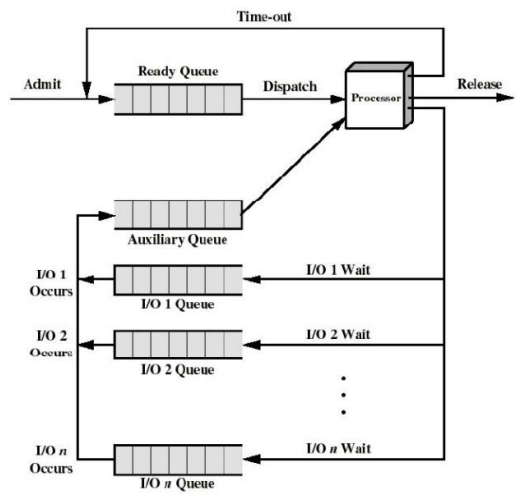 Time-out
Admit
Ready Queue
Dispatch
Processor
Release
Auxiliary Queue
I/O 1
Occurs
I/O 1 Wait
I/O 1 Queue
I/O 2
Occurs
I/O 2 Wait
I/O 2 Queue
I/O n
Occurs
I/O n Wait
I/O n Queue